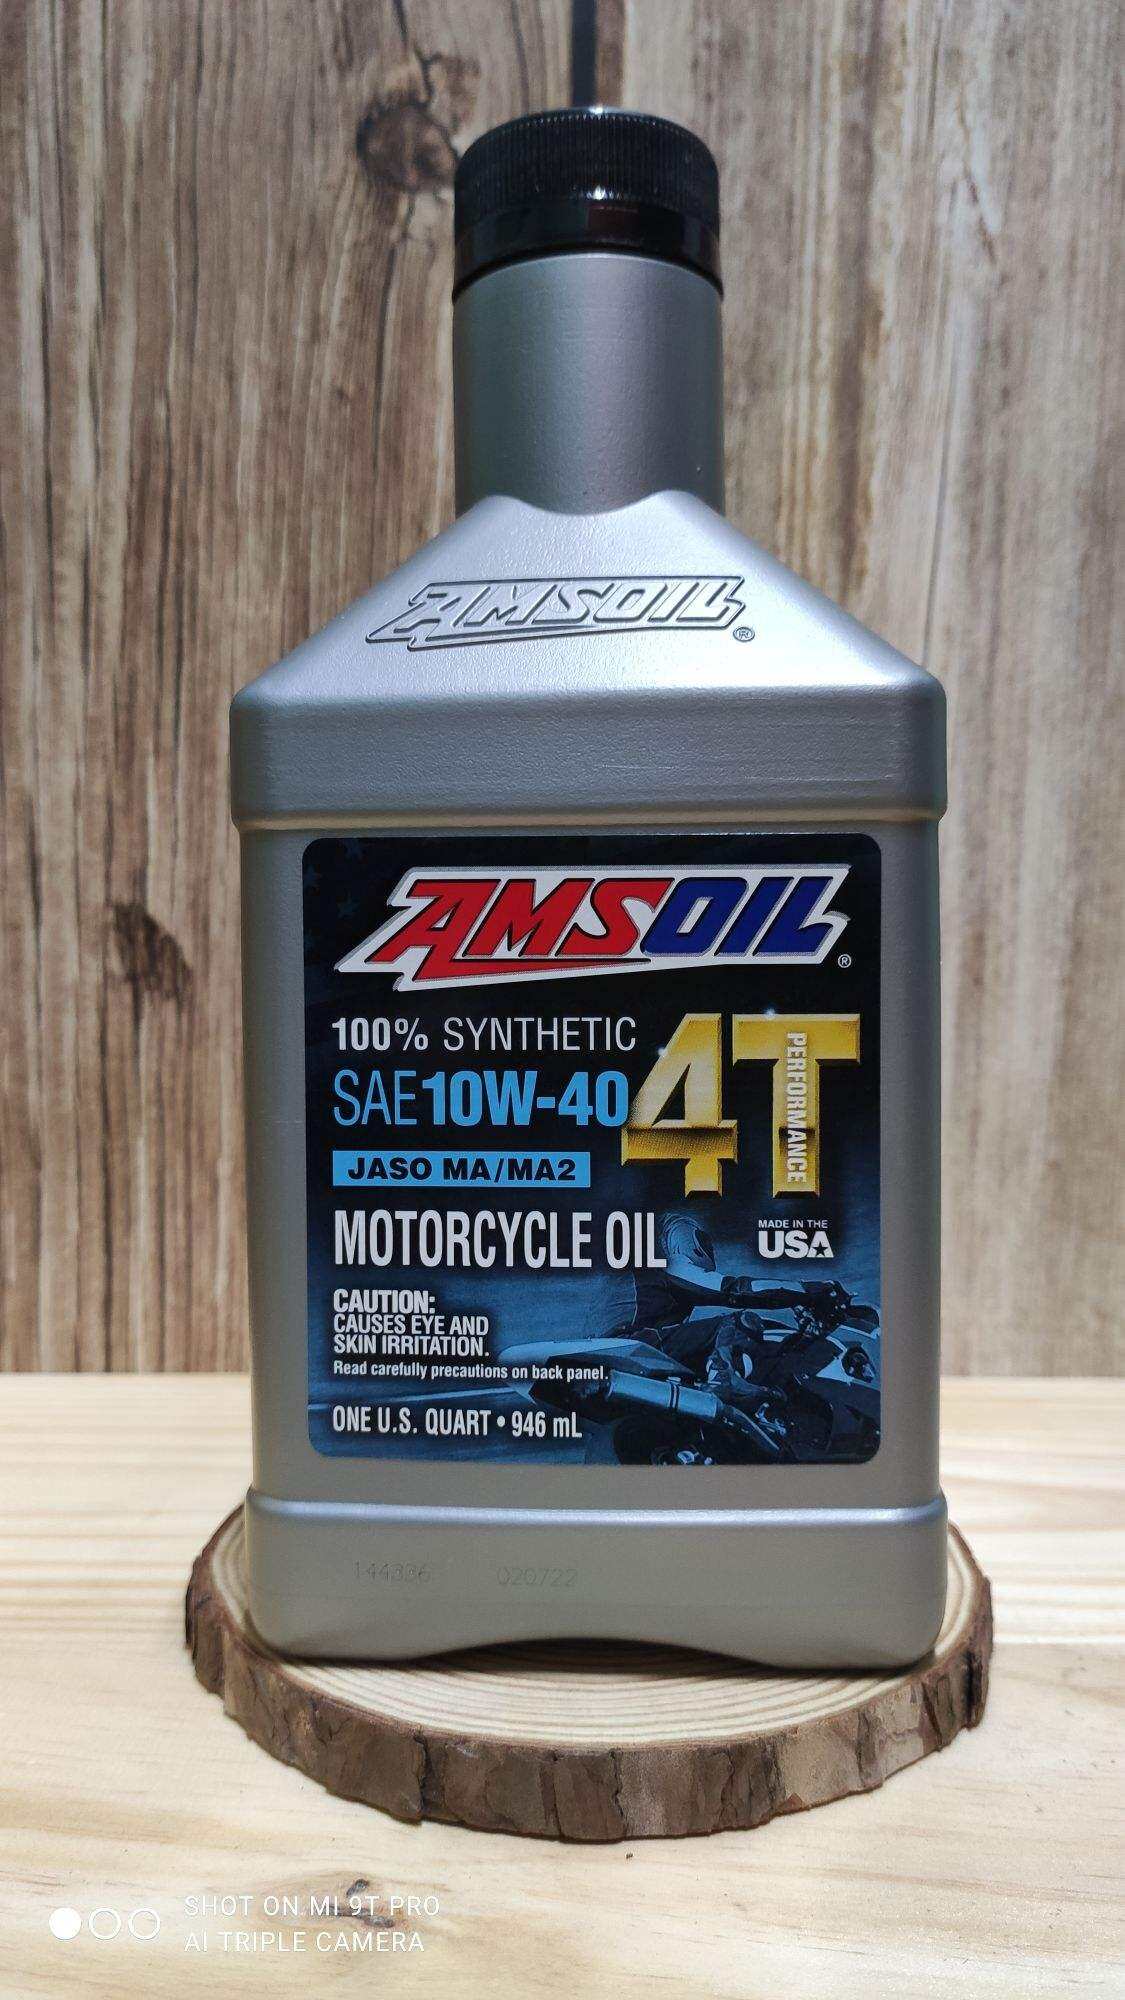 AMSOIL®
AMSOIL®
100% SYNTHETIC
SAE 10W-40
4T
PERFORMANCE
JASO MA/MA2
MOTORCYCLE OIL
MADE IN THE
USA
CAUTION:
CAUSES EYE AND
SKIN IRRITATION.
Read carefully precautions on back panel.
ONE U.S. QUART • 946 mL
020722
SHOT ON MI 9T PRO
AI TRIPLE CAMERA